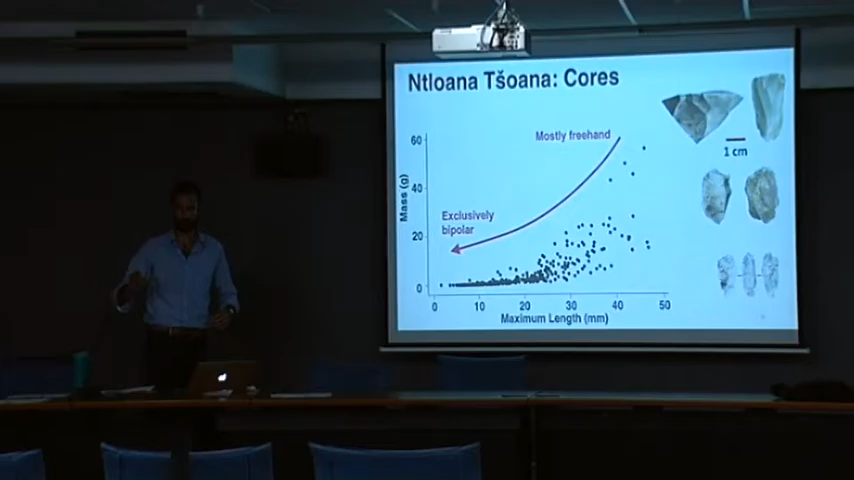 Ntloana Tšoana: Cores
Mostly freehand
1 cm
60
Mass (g)
40
Exclusively
bipolar
20
0
0 10 20 30 40 50
Maximum Length (mm)